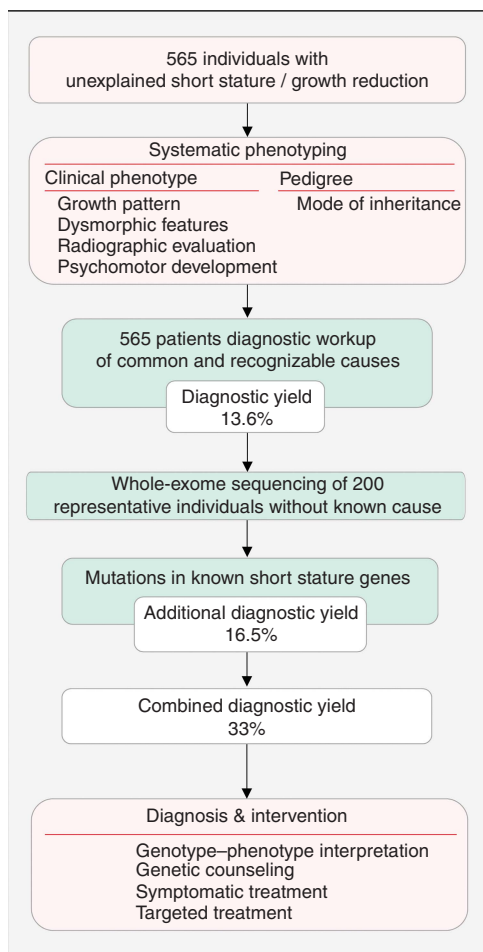 565 individuals with
unexplained short stature / growth reduction
Systematic phenotyping
Clinical phenotype
Growth pattern
Dysmorphic features
Radiographic evaluation
Psychomotor development
Pedigree
Mode of inheritance
565 patients diagnostic workup
of common and recognizable causes
Diagnostic yield
13.6%
Whole-exome sequencing of 200
representative individuals without known cause
Mutations in known short stature genes
Additional diagnostic yield
16.5%
Combined diagnostic yield
33%
Diagnosis & intervention
Genotype–phenotype interpretation
Genetic counseling
Symptomatic treatment
Targeted treatment